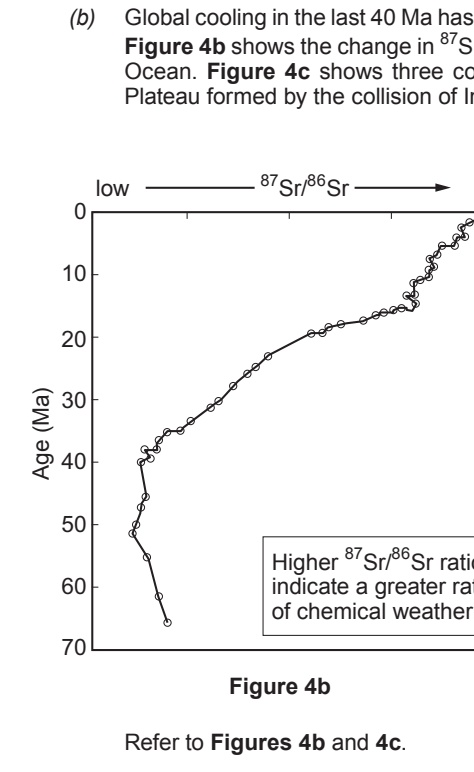 (b) Global cooling in the last 40 Ma has
Figure 4b shows the change in ⁸⁷S
Ocean. Figure 4c shows three co
Plateau formed by the collision of I
low ⁸⁷Sr/⁸⁶Sr
0
10
20
30
40
50
60
70
Age (Ma)
Higher ⁸⁷Sr/⁸⁶Sr ratio
indicate a greater rat
of chemical weather
Figure 4b
Refer to Figures 4b and 4c.